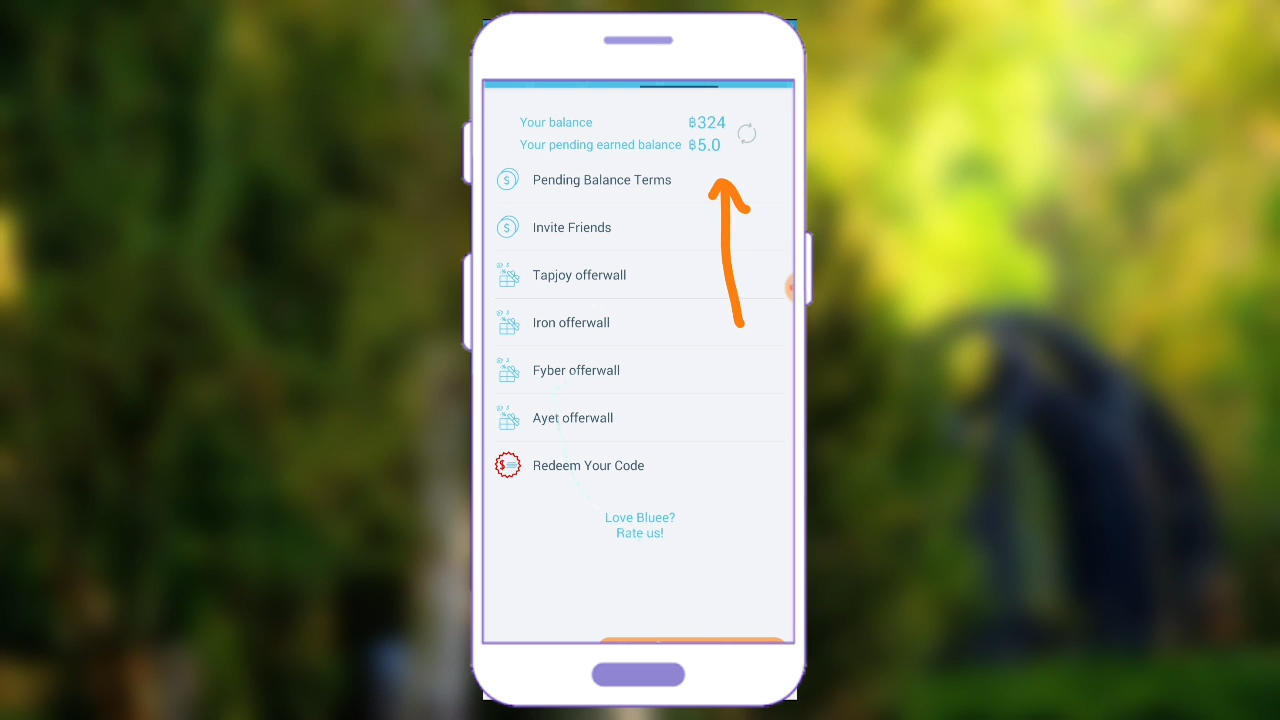 Your balance ฿324
Your pending earned balance ฿5.0
Pending Balance Terms
Invite Friends
Tapjoy offerwall
Iron offerwall
Fyber offerwall
Ayet offerwall
Redeem Your Code
Love Bluee?
Rate us!